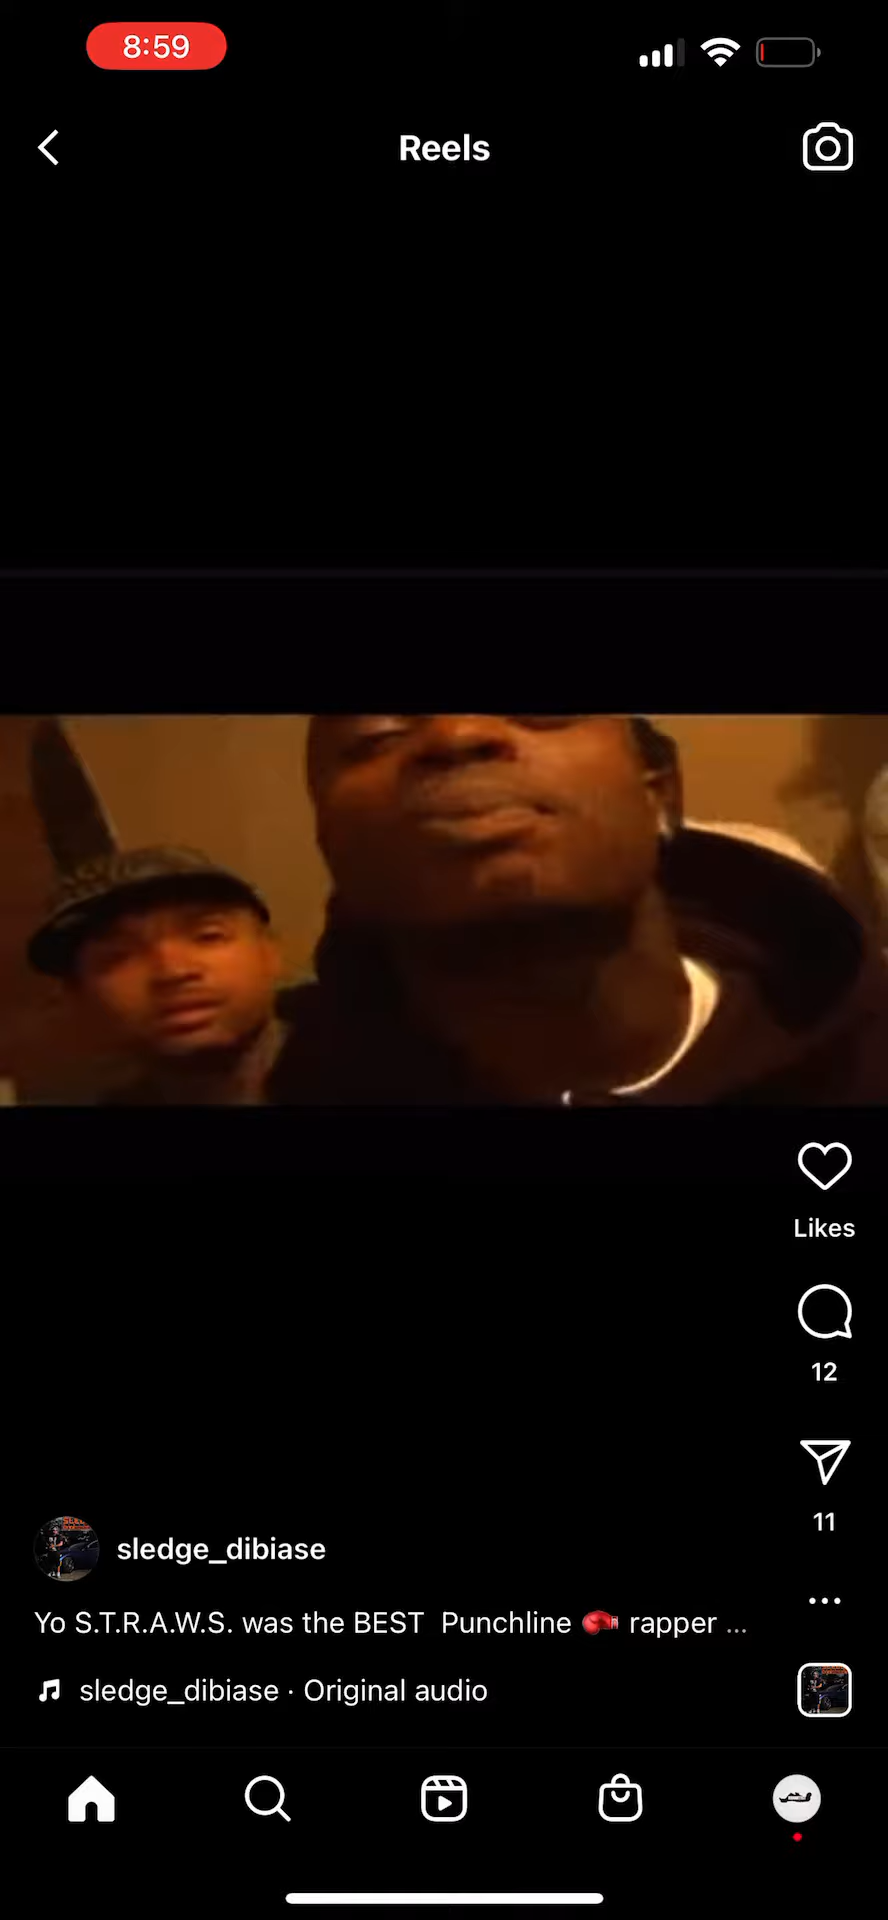 8:59
Reels
Likes
12
11
sledge_dibiase
Yo S.T.R.A.W.S. was the BEST  Punchline 🥊 rapper ...
sledge_dibiase · Original audio